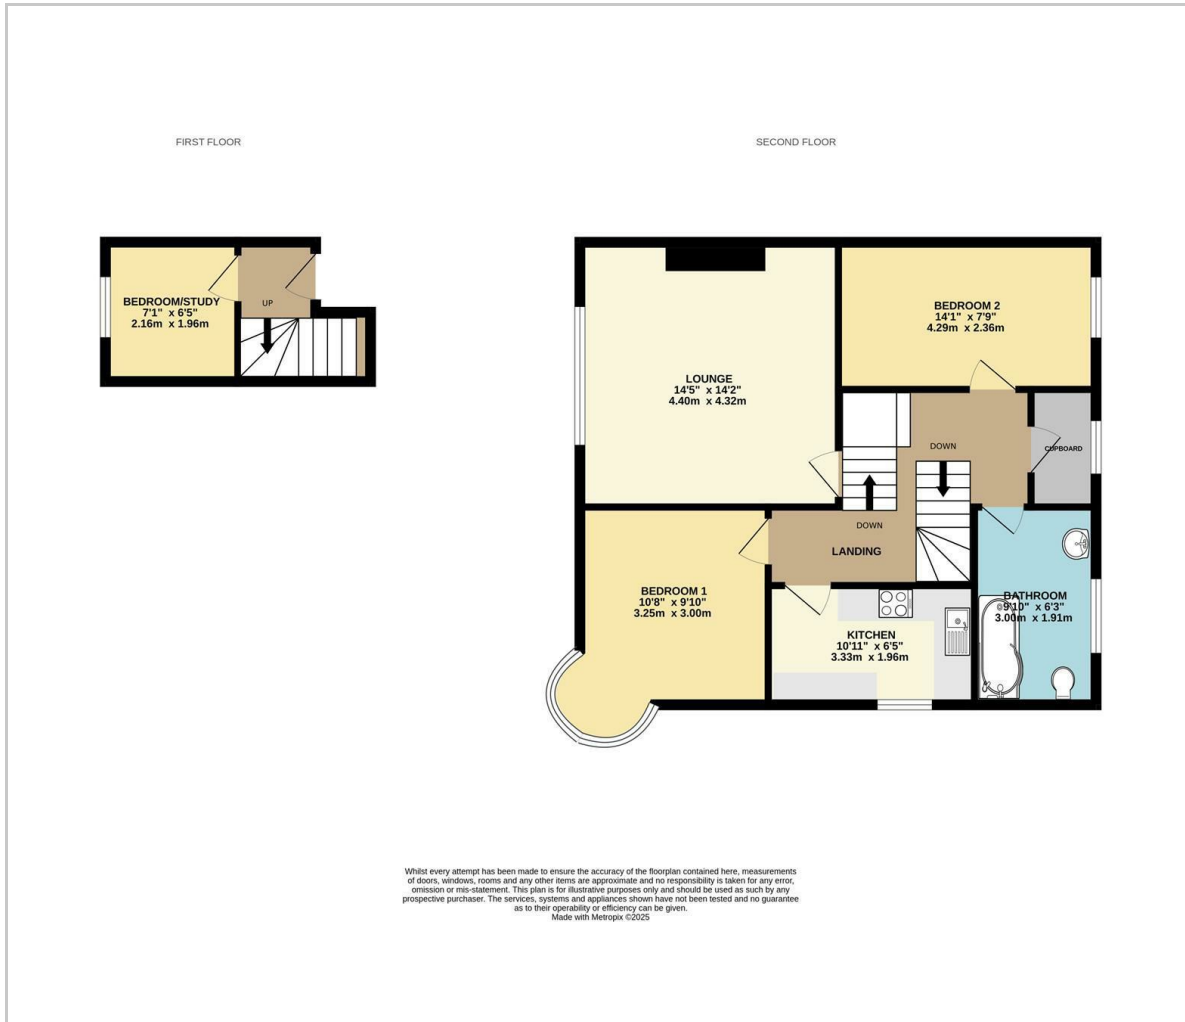 FIRST FLOOR
SECOND FLOOR
BEDROOM/STUDY
7'1" x 6'5"
2.16m x 1.96m
UP
BEDROOM 2
14'1" x 7'9"
4.29m x 2.36m
LOUNGE
14'5" x 14'2"
4.40m x 4.32m
DOWN
CUPBOARD
DOWN
LANDING
BEDROOM 1
10'8" x 9'10"
3.25m x 3.00m
BATHROOM
9'10" x 6'3"
3.00m x 1.91m
KITCHEN
10'11" x 6'5"
3.33m x 1.96m
Whilst every attempt has been made to ensure the accuracy of the floorplan contained here, measurements
of doors, windows, rooms and any other items are approximate and no responsibility is taken for any error,
omission or mis-statement. This plan is for illustrative purposes only and should be used as such by any
prospective purchaser. The services, systems and appliances shown have not been tested and no guarantee
as to their operability or efficiency can be given.
Made with Metropix ©2025